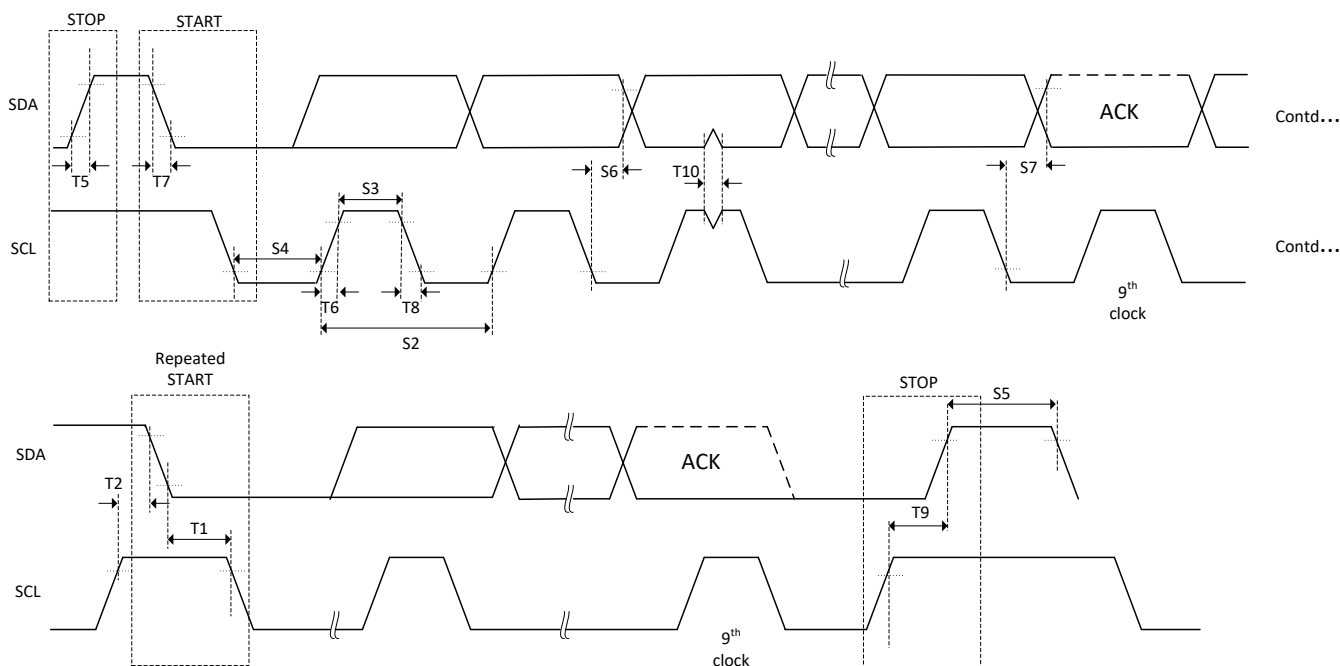 STOP
START
SDA
ACK
Contd...
T5
T7
S6
T10
S7
S3
SCL
S4
Contd...
T6
T8
9th
clock
S2
Repeated
START
STOP
S5
SDA
ACK
T2
T9
T1
SCL
9th
clock